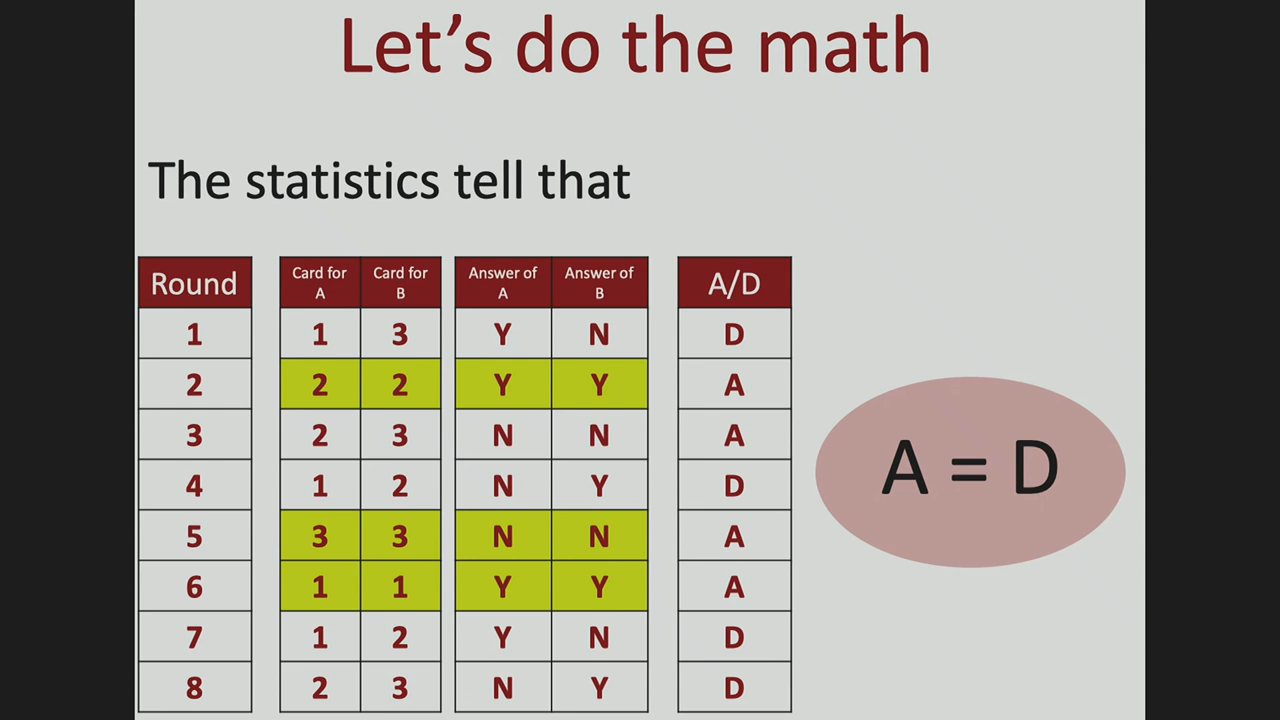 Let's do the math
The statistics tell that
Round | Card for A | Card for B | Answer of A | Answer of B | A/D
1 | 1 | 3 | Y | N | D
2 | 2 | 2 | Y | Y | A
3 | 2 | 3 | N | N | A
4 | 1 | 2 | N | Y | D
5 | 3 | 3 | N | N | A
6 | 1 | 1 | Y | Y | A
7 | 1 | 2 | Y | N | D
8 | 2 | 3 | N | Y | D
A = D